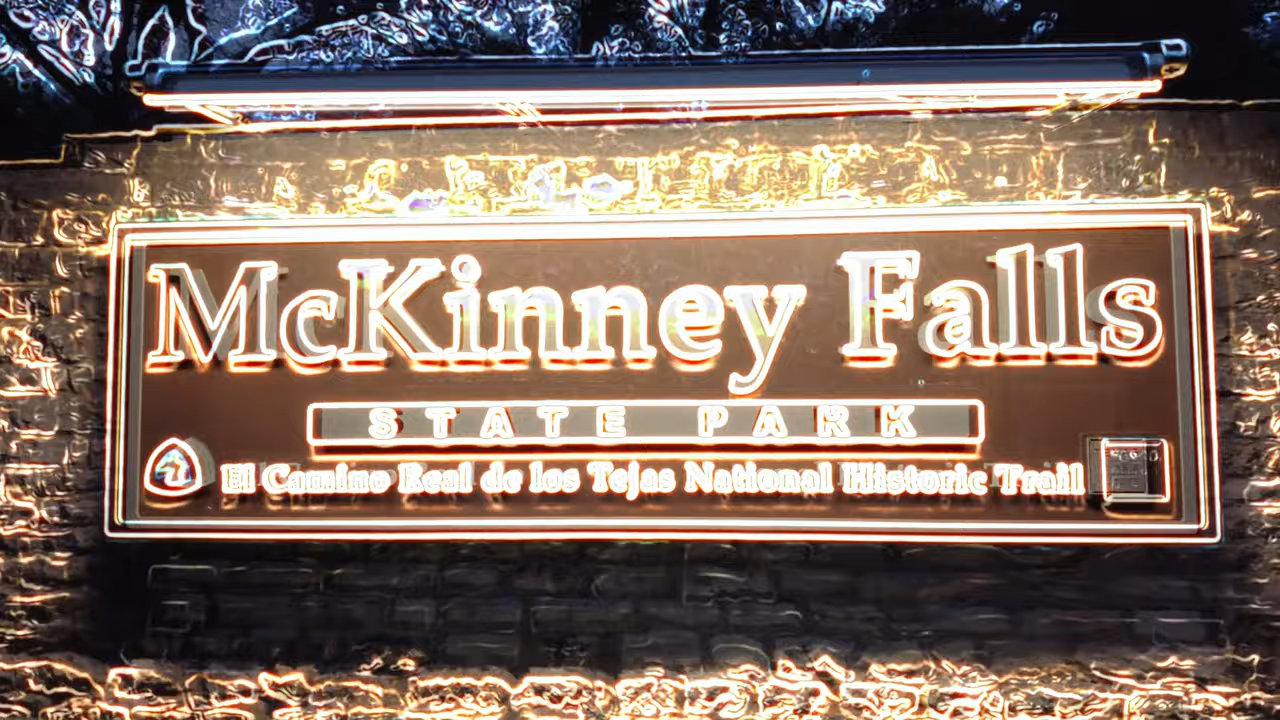 McKinney Falls
STATE PARK
El Camino Real de los Tejas National Historic Trail